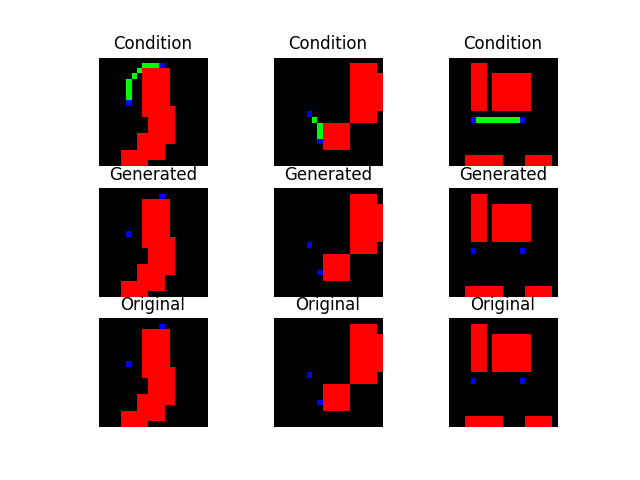 Condition Condition Condition
Generated Generated Generated
Original Original Original